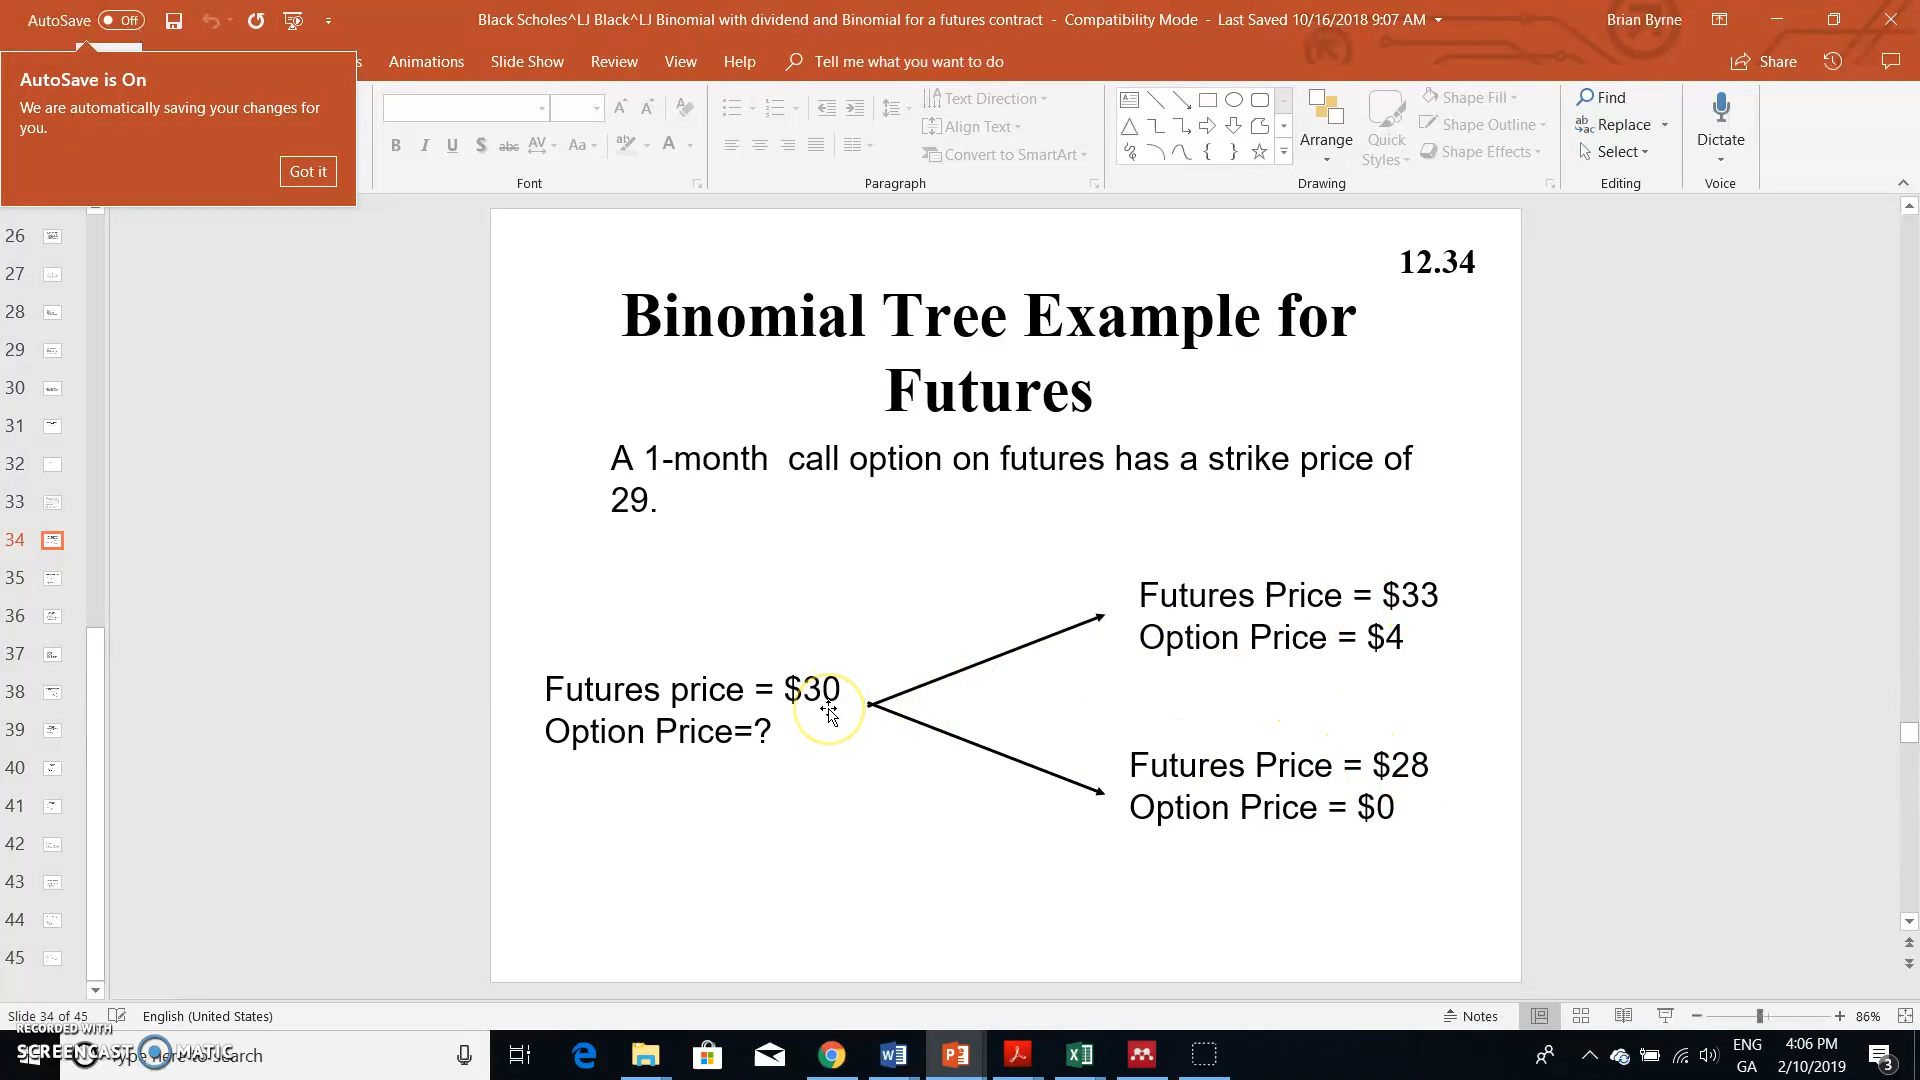 AutoSave Off
Black Scholes^LJ Black^LJ Binomial with dividend and Binomial for a futures contract - Compatibility Mode - Last Saved 10/16/2018 9:07 AM
Brian Byrne
AutoSave is On
We are automatically saving your changes for
you.
Got it
s Animations Slide Show Review View Help Tell me what you want to do
Share
Text Direction
Align Text
Convert to SmartArt
Arrange
Quick
Styles
Shape Fill
Shape Outline
Shape Effects
Find
Replace
Select
Dictate
Font
Paragraph
Drawing
Editing
Voice
26
27
28
29
30
31
32
33
34
35
36
37
38
39
40
41
42
43
44
45
12.34
Binomial Tree Example for
Futures
A 1-month call option on futures has a strike price of
29.
Futures Price = $33
Option Price = $4
Futures price = $30
Option Price=?
Futures Price = $28
Option Price = $0
Slide 34 of 45 English (United States)
Notes
86%
RECORDED WITH
SCREENCAST MATIC
Type here to search
ENG
GA
4:06 PM
2/10/2019
3